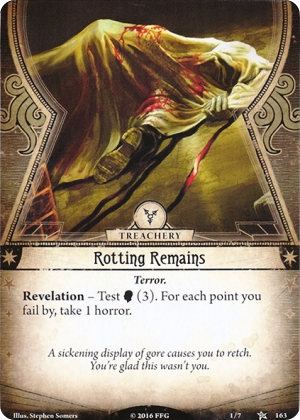 TREACHERY
Rotting Remains
Terror.
Revelation – Test (3). For each point you
fail by, take 1 horror.
A sickening display of gore causes you to retch.
You're glad this wasn't you.
Illus. Stephen Somers
© 2016 FFG
1/7
163